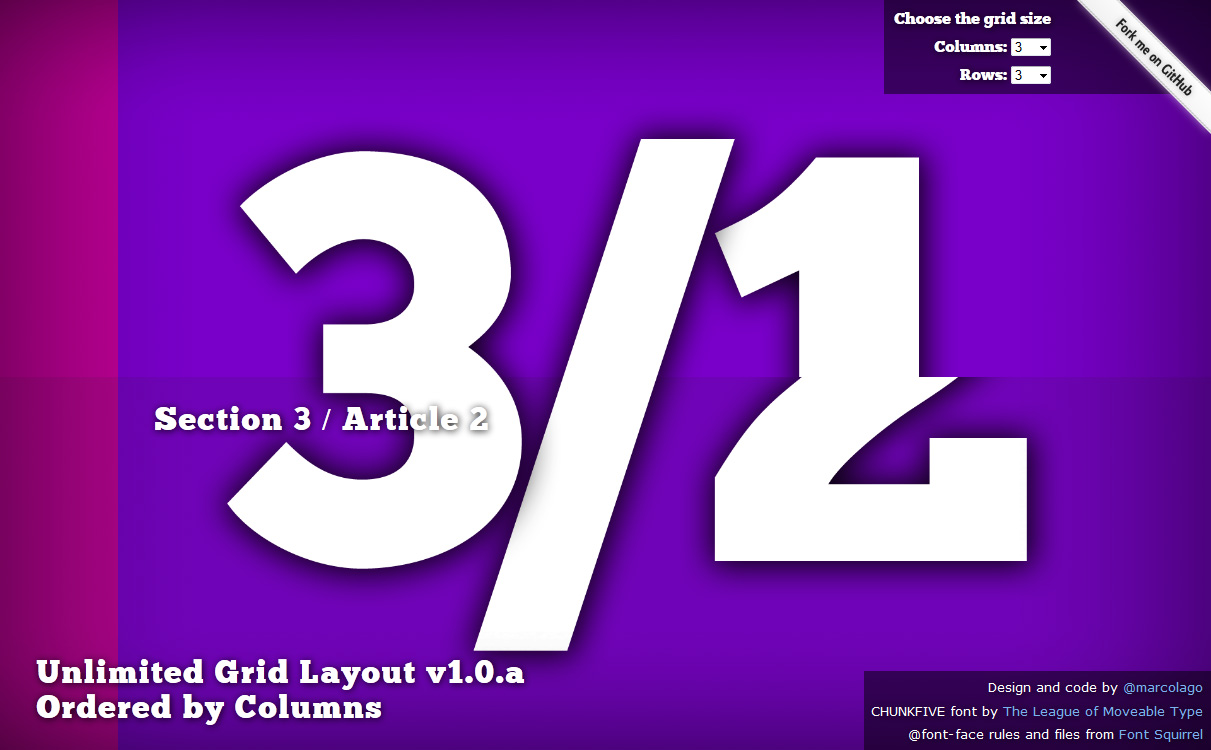 Choose the grid size
Columns: 3
Rows: 3
Fork me on GitHub
3/
Section 3 / Article 2
Unlimited Grid Layout v1.0.a
Ordered by Columns
Design and code by @marcolago
CHUNKFIVE font by The League of Moveable Type
@font-face rules and files from Font Squirrel